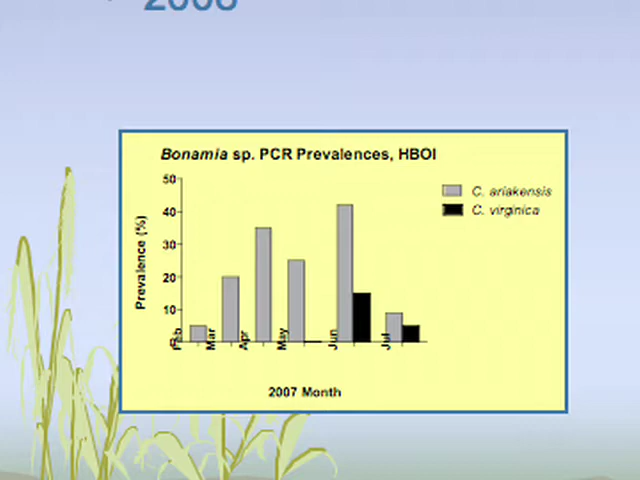 2008
Bonamia sp. PCR Prevalences, HBOI
C. ariakensis
C. virginica
Prevalence (%)
50
40
30
20
10
0
Feb Mar Apr May Jun Jul
2007 Month